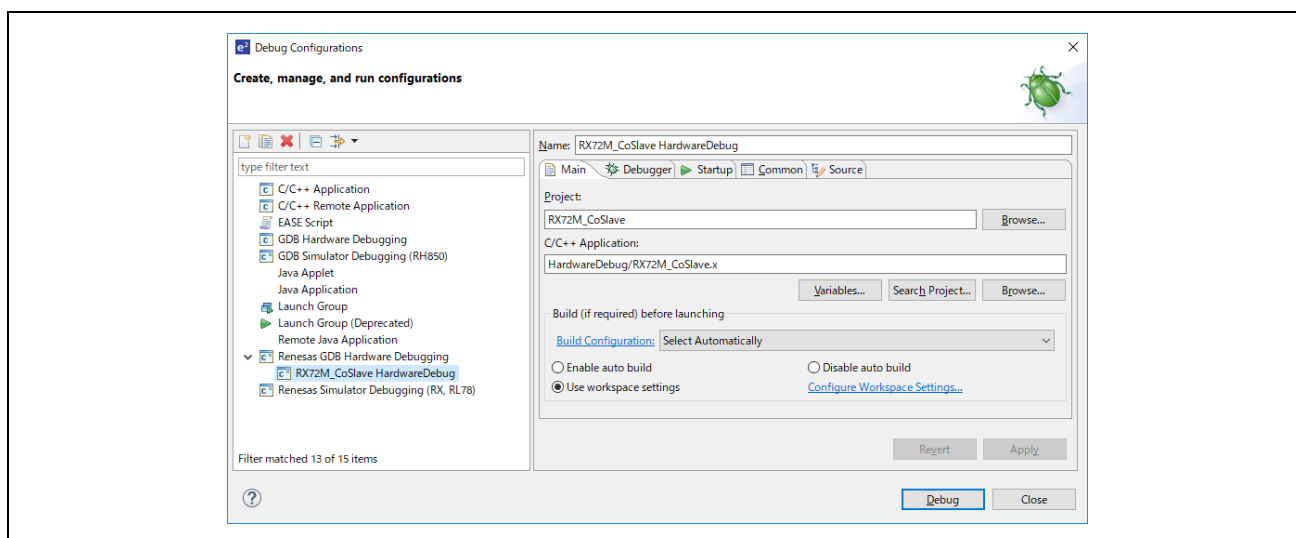 e² Debug Configurations
Create, manage, and run configurations
type filter text
C/C++ Application
C/C++ Remote Application
EASE Script
GDB Hardware Debugging
GDB Simulator Debugging (RH850)
Java Applet
Java Application
Launch Group
Launch Group (Deprecated)
Remote Java Application
Renesas GDB Hardware Debugging
RX72M_CoSlave HardwareDebug
Renesas Simulator Debugging (RX, RL78)
Filter matched 13 of 15 items
Name: RX72M_CoSlave HardwareDebug
Main Debugger Startup Common Source
Project:
RX72M_CoSlave Browse...
C/C++ Application:
HardwareDebug/RX72M_CoSlave.x
Variables... Search Project... Browse...
Build (if required) before launching
Build Configuration: Select Automatically
Enable auto build Disable auto build
Use workspace settings Configure Workspace Settings...
Revert Apply
? Debug Close